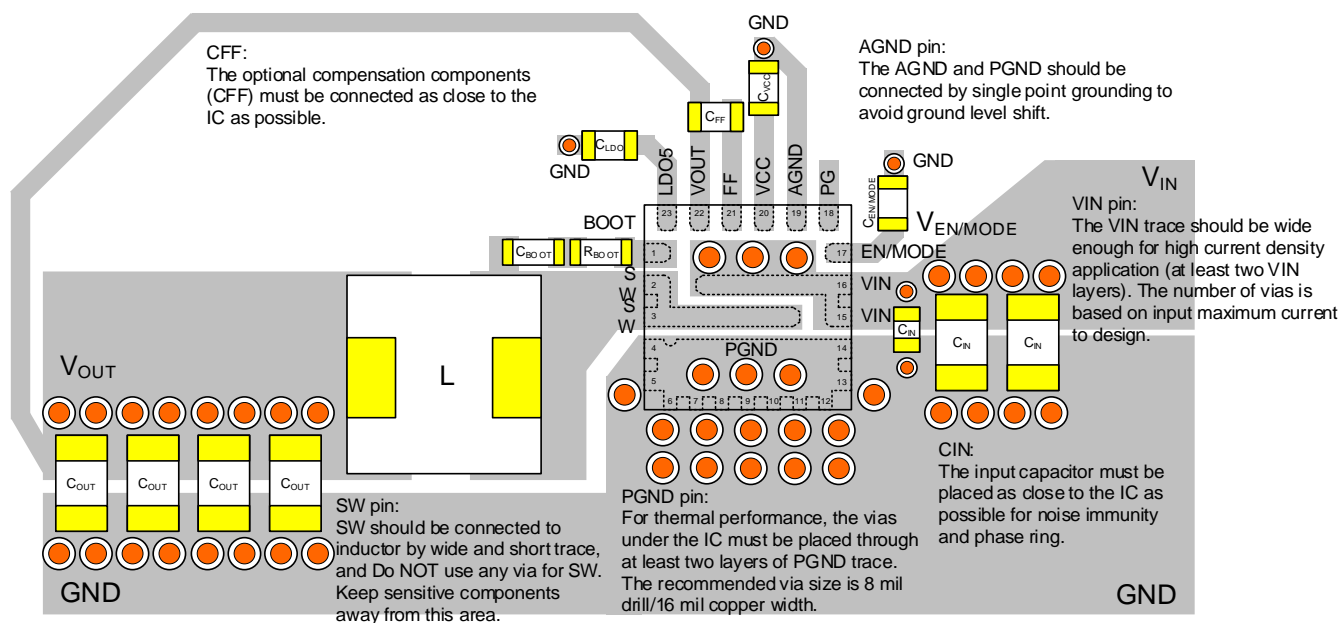 GND
CFF:
The optional compensation components
(CFF) must be connected as close to the
IC as possible.
AGND pin:
The AGND and PGND should be
connected by single point grounding to
avoid ground level shift.
CVCC
CFF
CLDO
GND
LDO5
VOUT
FF
VCC
AGND
PG
GND
CEN/MODE
VIN
VIN pin:
The VIN trace should be wide
enough for high current density
application (at least two VIN
layers). The number of vias is
based on input maximum current
to design.
23
22
21
20
19
18
BOOT
VEN/MODE
CBOOT
RBOOT
1
17
EN/MODE
SW
SW
2
3
16
15
VIN
VIN
CIN
CIN
CIN
4
5
14
13
PGND
6
7
8
9
10
11
12
VOUT
L
COUT
COUT
COUT
COUT
SW pin:
SW should be connected to
inductor by wide and short trace,
and Do NOT use any via for SW.
Keep sensitive components
away from this area.
PGND pin:
For thermal performance, the vias
under the IC must be placed through
at least two layers of PGND trace.
The recommended via size is 8 mil
drill/16 mil copper width.
CIN:
The input capacitor must be
placed as close to the IC as
possible for noise immunity
and phase ring.
GND
GND